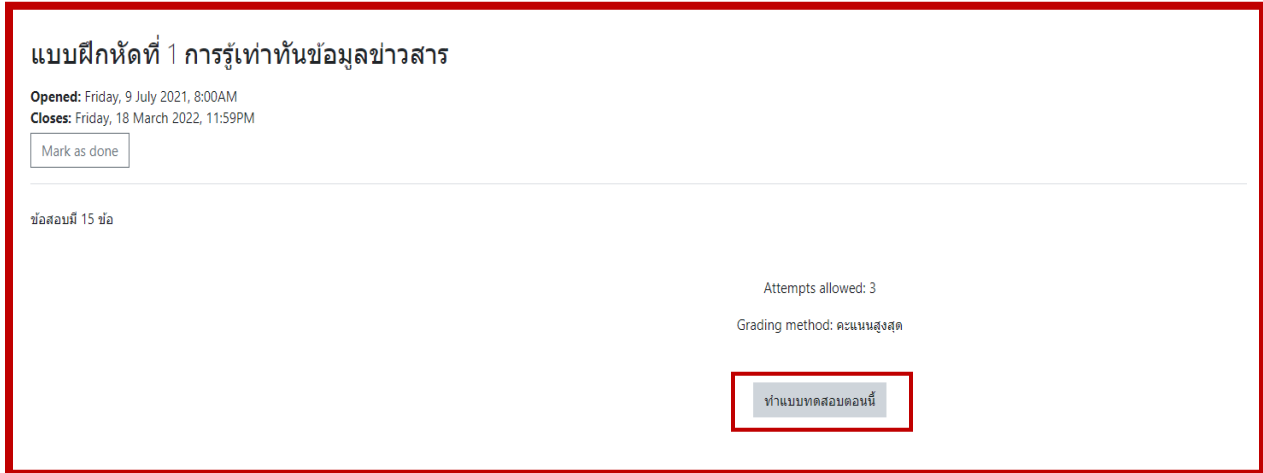 แบบฝึกหัดที่ 1 การรู้เท่าทันข้อมูลข่าวสาร
Opened: Friday, 9 July 2021, 8:00AM
Closes: Friday, 18 March 2022, 11:59PM
Mark as done
ข้อสอบมี 15 ข้อ
Attempts allowed: 3
Grading method: คะแนนสูงสุด
ทำแบบทดสอบตอนนี้